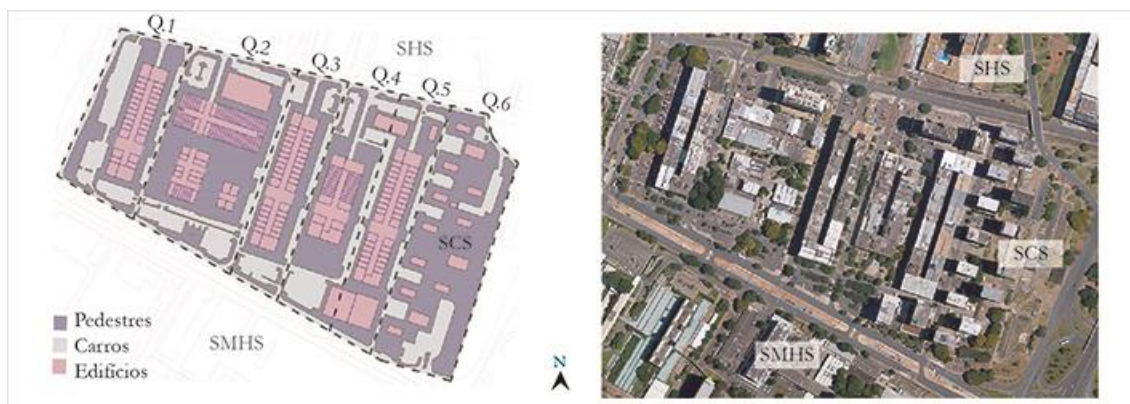 Q.1
Q.2
Q.3
Q.4
Q.5
Q.6
SHS
SCS
SMHS
Pedestres
Carros
Edifícios
N
SHS
SCS
SMHS